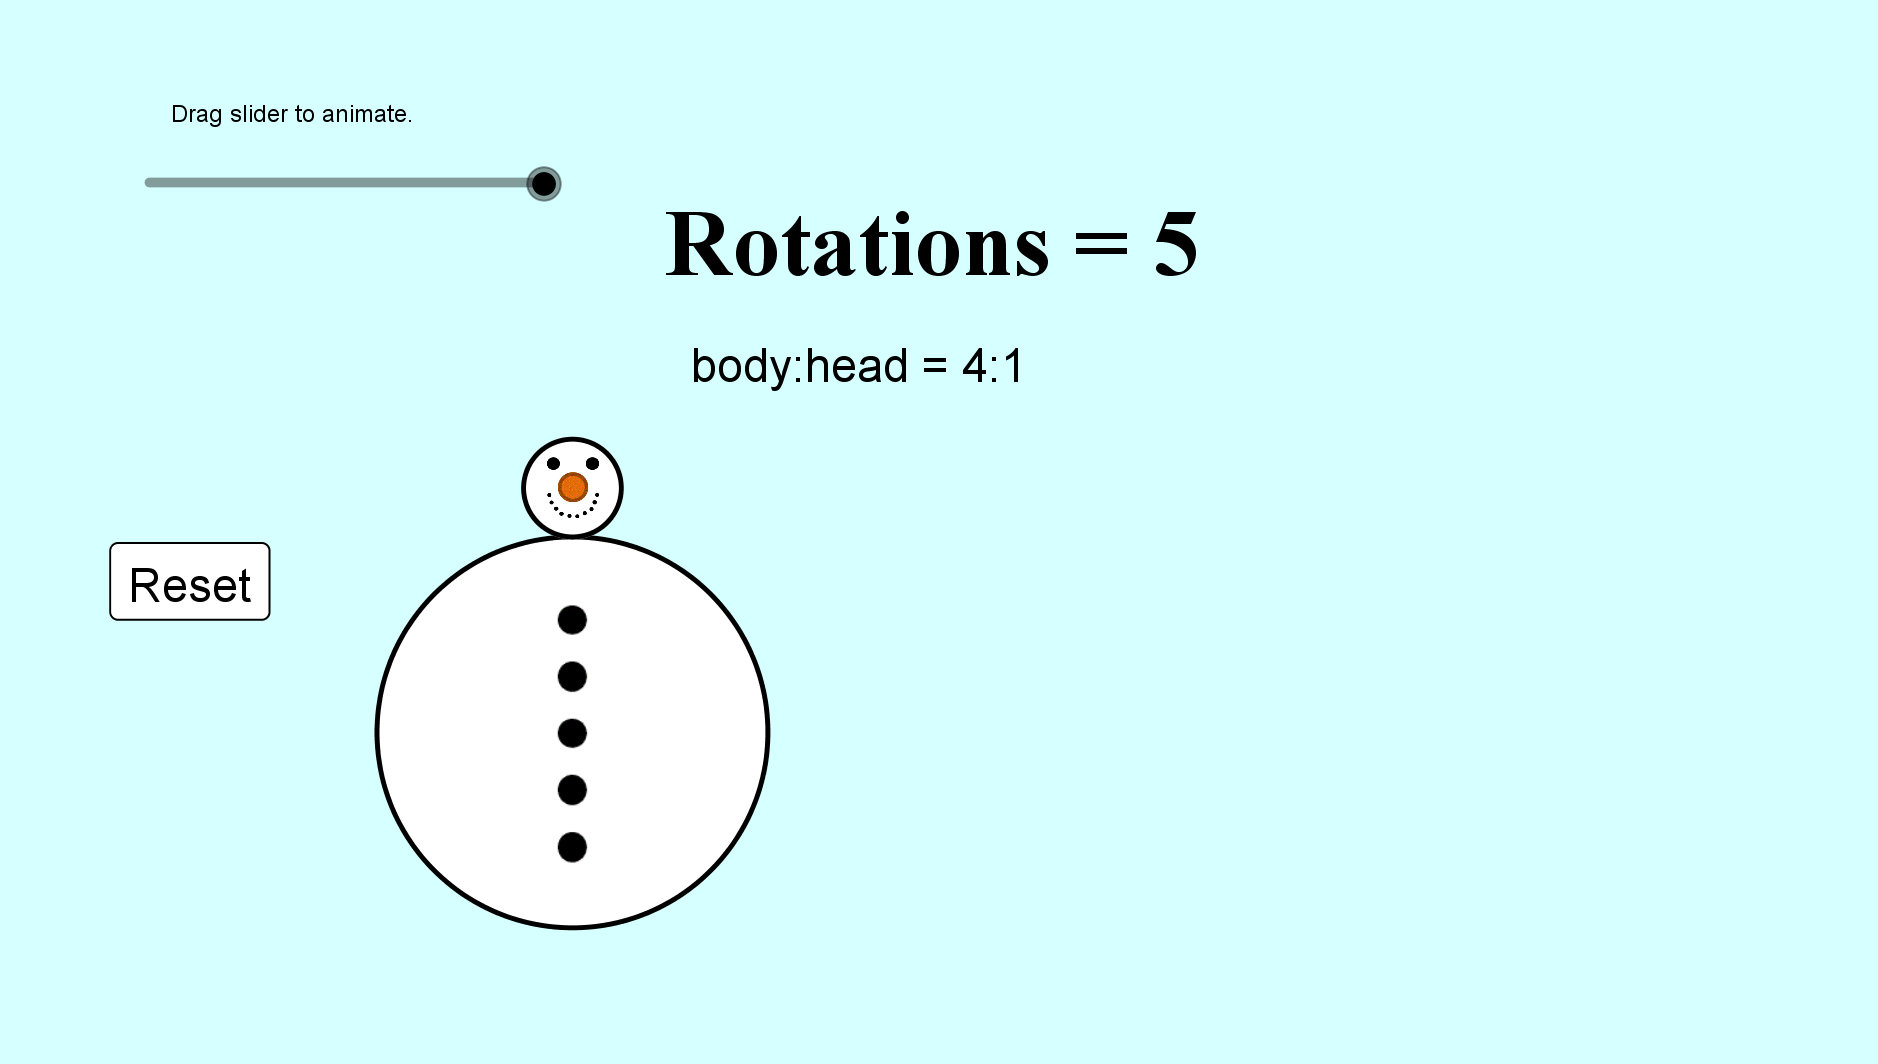 Drag slider to animate.
Rotations = 5
body:head = 4:1
Reset